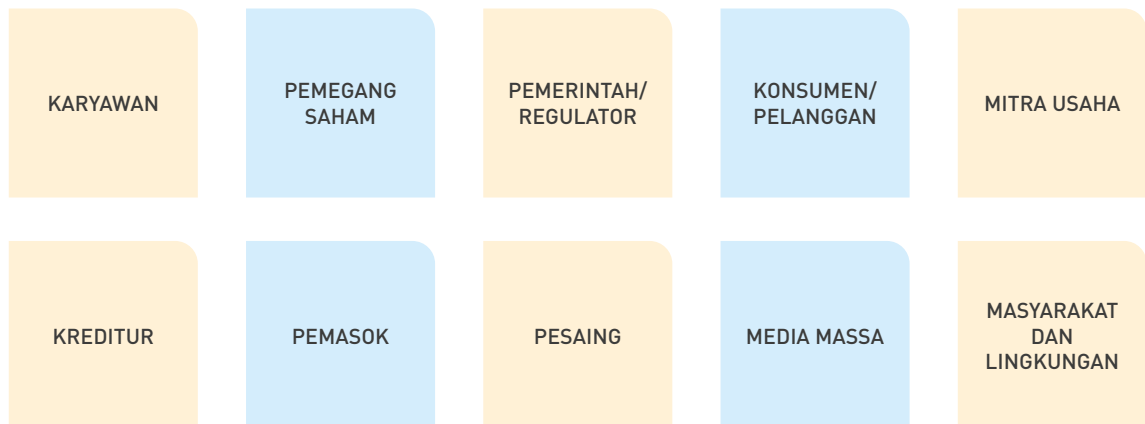 KARYAWAN
PEMEGANG
SAHAM
PEMERINTAH/
REGULATOR
KONSUMEN/
PELANGGAN
MITRA USAHA
KREDITUR
PEMASOK
PESAING
MEDIA MASSA
MASYARAKAT
DAN
LINGKUNGAN